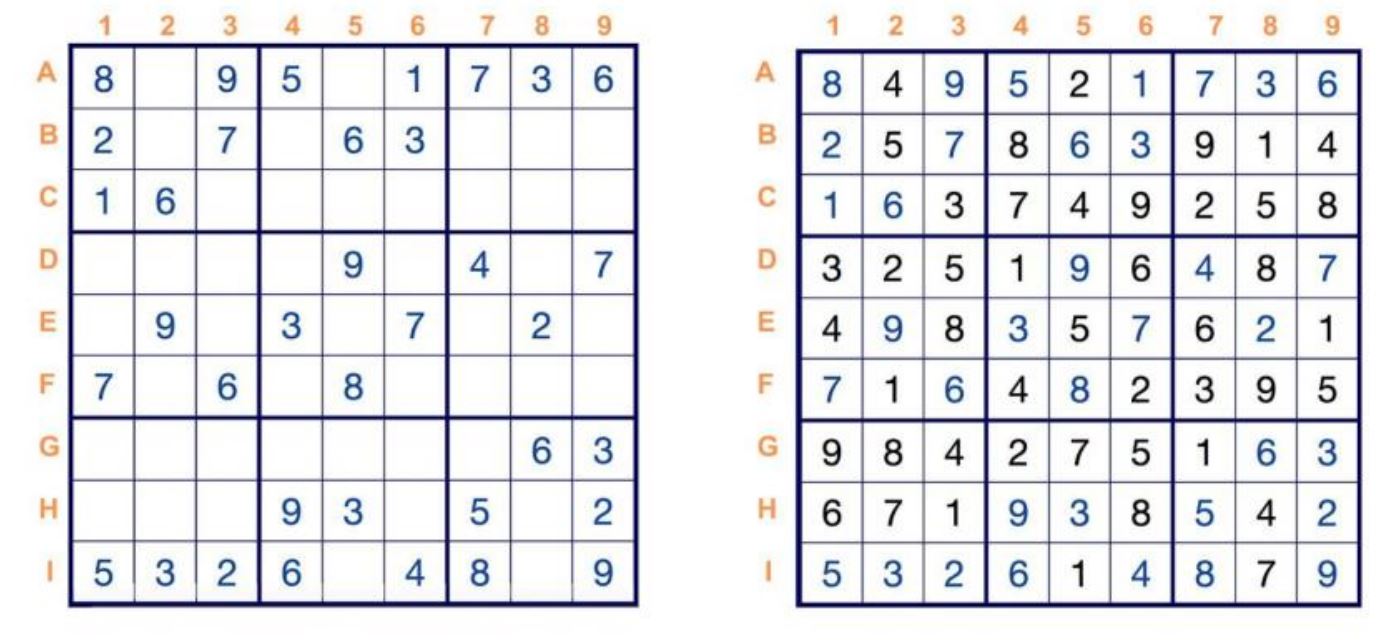 1 2 3 4 5 6 7 8 9
A 8 9 5 1 7 3 6
B 2 7 6 3
C 1 6
D 9 4 7
E 9 3 7 2
F 7 6 8
G 6 3
H 9 3 5 2
I 5 3 2 6 4 8 9
1 2 3 4 5 6 7 8 9
A 8 4 9 5 2 1 7 3 6
B 2 5 7 8 6 3 9 1 4
C 1 6 3 7 4 9 2 5 8
D 3 2 5 1 9 6 4 8 7
E 4 9 8 3 5 7 6 2 1
F 7 1 6 4 8 2 3 9 5
G 9 8 4 2 7 5 1 6 3
H 6 7 1 9 3 8 5 4 2
I 5 3 2 6 1 4 8 7 9